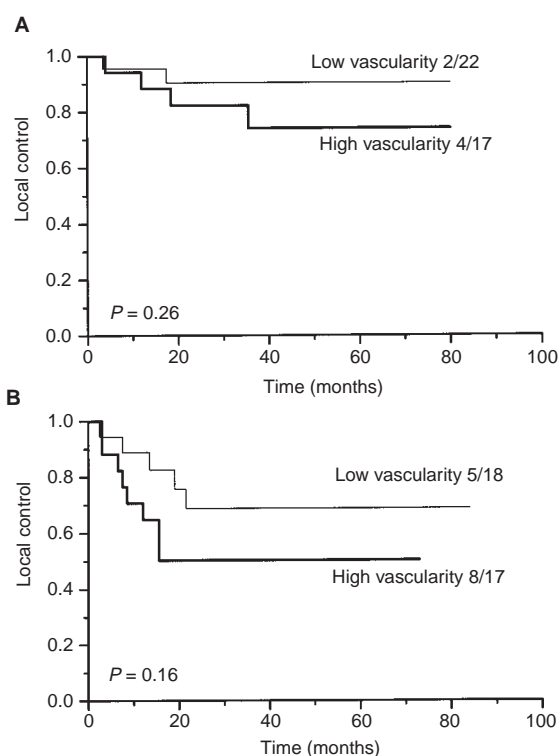 A
1.0
0.8
0.6
0.4
0.2
0.0
Local control
Low vascularity 2/22
High vascularity 4/17
P = 0.26
0 20 40 60 80 100
Time (months)
B
1.0
0.8
0.6
0.4
0.2
0.0
Local control
Low vascularity 5/18
High vascularity 8/17
P = 0.16
0 20 40 60 80 100
Time (months)